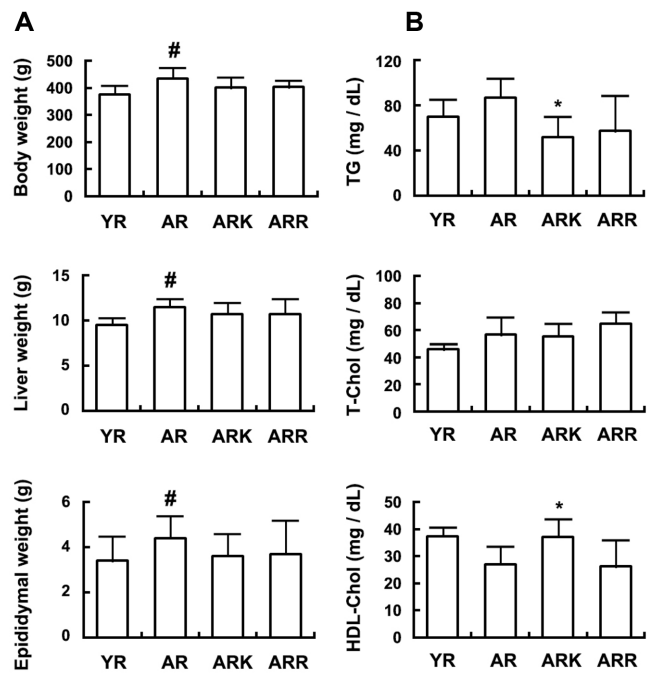 A
B
Body weight (g)
500
400
300
200
100
0
#
YR AR ARK ARR
TG (mg / dL)
120
80
40
0
*
YR AR ARK ARR
Liver weight (g)
15
10
5
0
#
YR AR ARK ARR
T-Chol (mg / dL)
100
80
60
40
20
0
YR AR ARK ARR
Epididymal weight (g)
6
4
2
0
#
YR AR ARK ARR
HDL-Chol (mg / dL)
50
40
30
20
10
0
*
YR AR ARK ARR